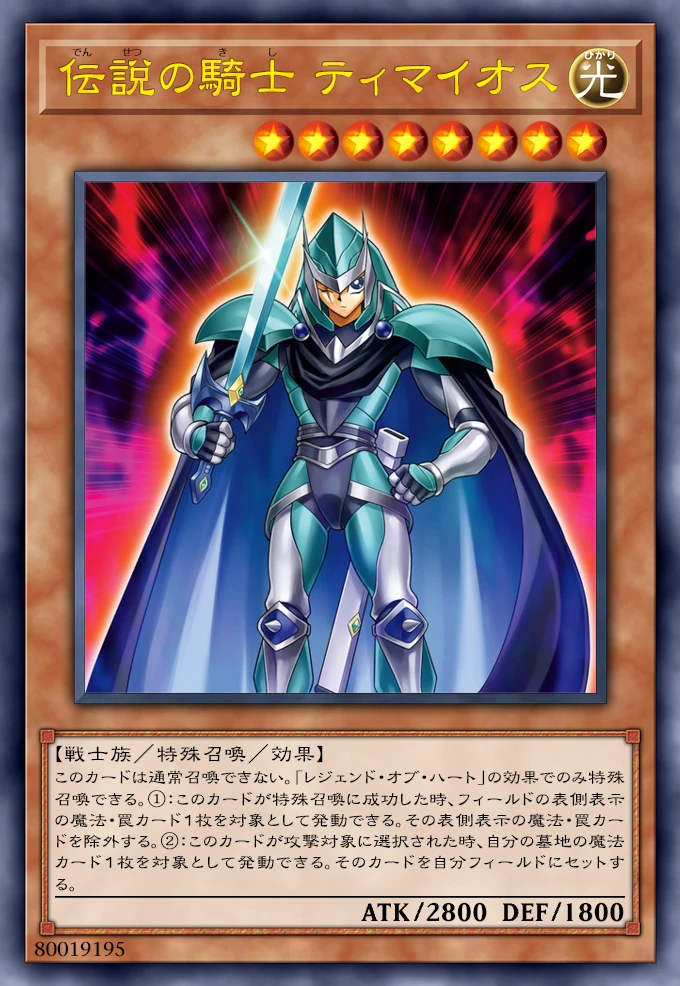 でんせつ きし
伝説の騎士 ティマイオス
ひかり
光
【戦士族／特殊召喚／効果】
このカードは通常召喚できない。「レジェンド・オブ・ハート」の効果でのみ特殊
召喚できる。①：このカードが特殊召喚に成功した時、フィールドの表側表示
の魔法・罠カード１枚を対象として発動できる。その表側表示の魔法・罠カー
ドを除外する。②：このカードが攻撃対象に選択された時、自分の墓地の魔法
カード１枚を対象として発動できる。そのカードを自分フィールドにセットす
る。
ATK/2800 DEF/1800
80019195